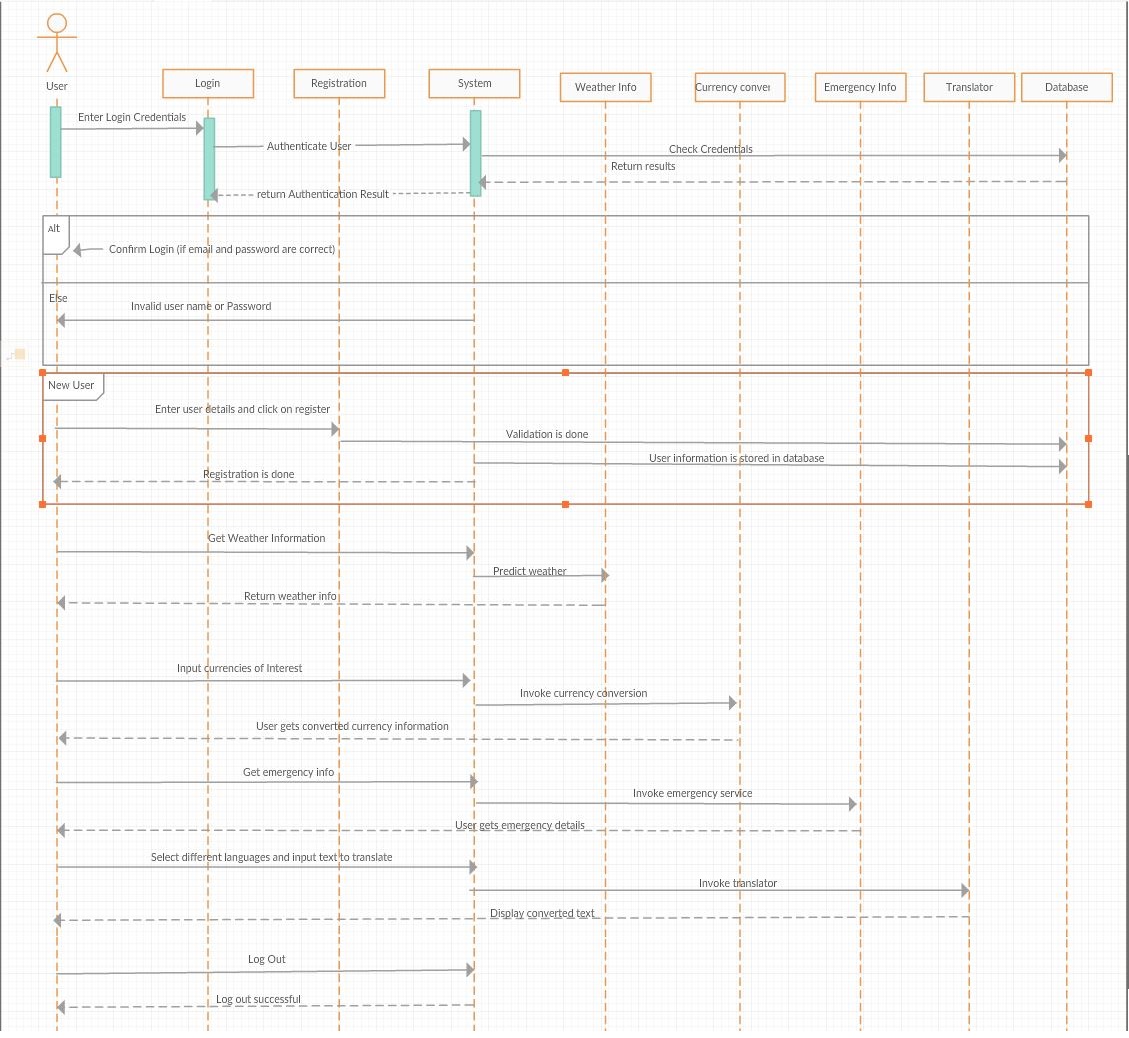 User
Login
Registration
System
Weather Info
Currency conver
Emergency Info
Translator
Database
Enter Login Credentials
Authenticate User
Check Credentials
Return results
return Authentication Result
Alt
Confirm Login (if email and password are correct)
Else
Invalid user name or Password
New User
Enter user details and click on register
Validation is done
User information is stored in database
Registration is done
Get Weather Information
Predict weather
Return weather info
Input currencies of Interest
Invoke currency conversion
User gets converted currency information
Get emergency info
Invoke emergency service
User gets emergency details
Select different languages and input text to translate
Invoke translator
Display converted text
Log Out
Log out successful